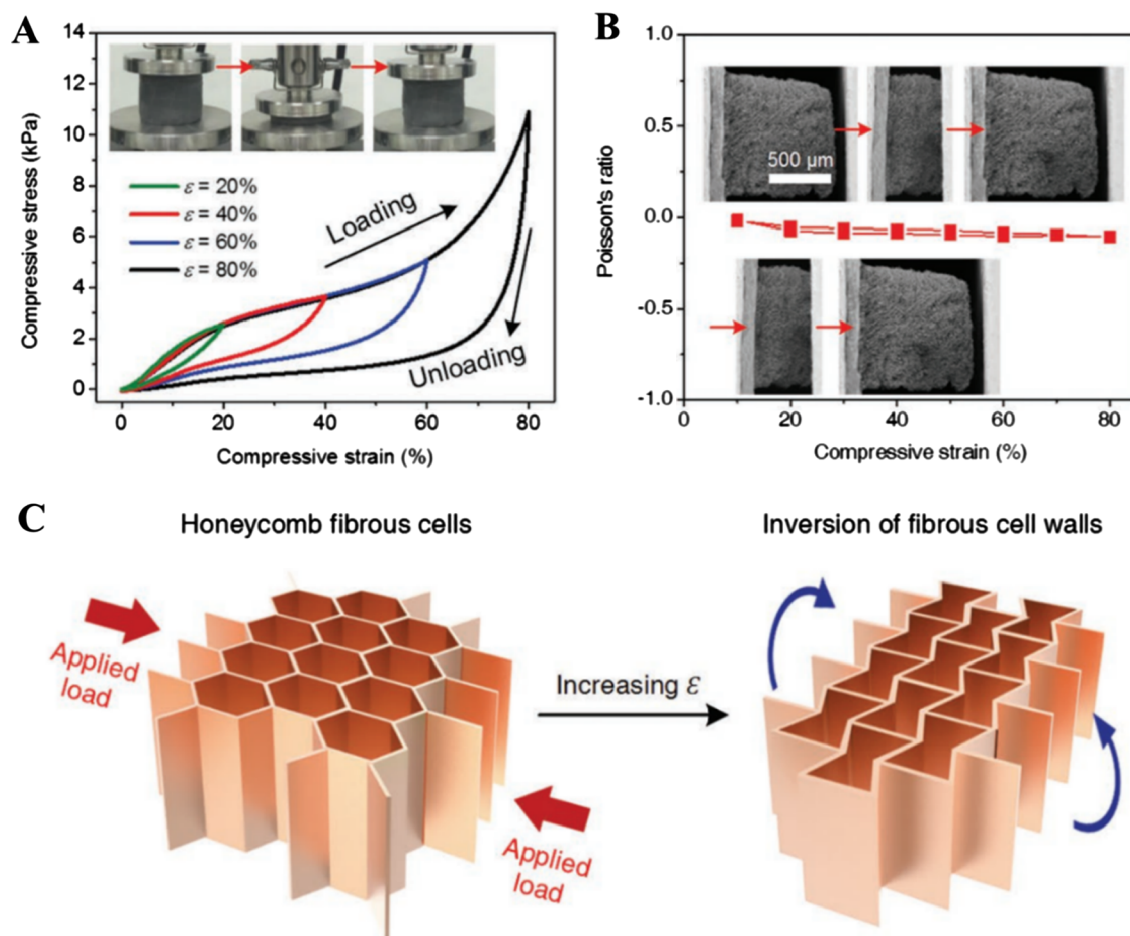 A
14
12
10
8
6
4
2
0
Compressive stress (kPa)
ε = 20%
ε = 40%
ε = 60%
ε = 80%
Loading
Unloading
0 20 40 60 80
Compressive strain (%)
B
1.0
0.5
0.0
-0.5
-1.0
Poisson's ratio
500 µm
0 20 40 60 80
Compressive strain (%)
C
Honeycomb fibrous cells
Inversion of fibrous cell walls
Applied
load
Increasing ε
Applied
load